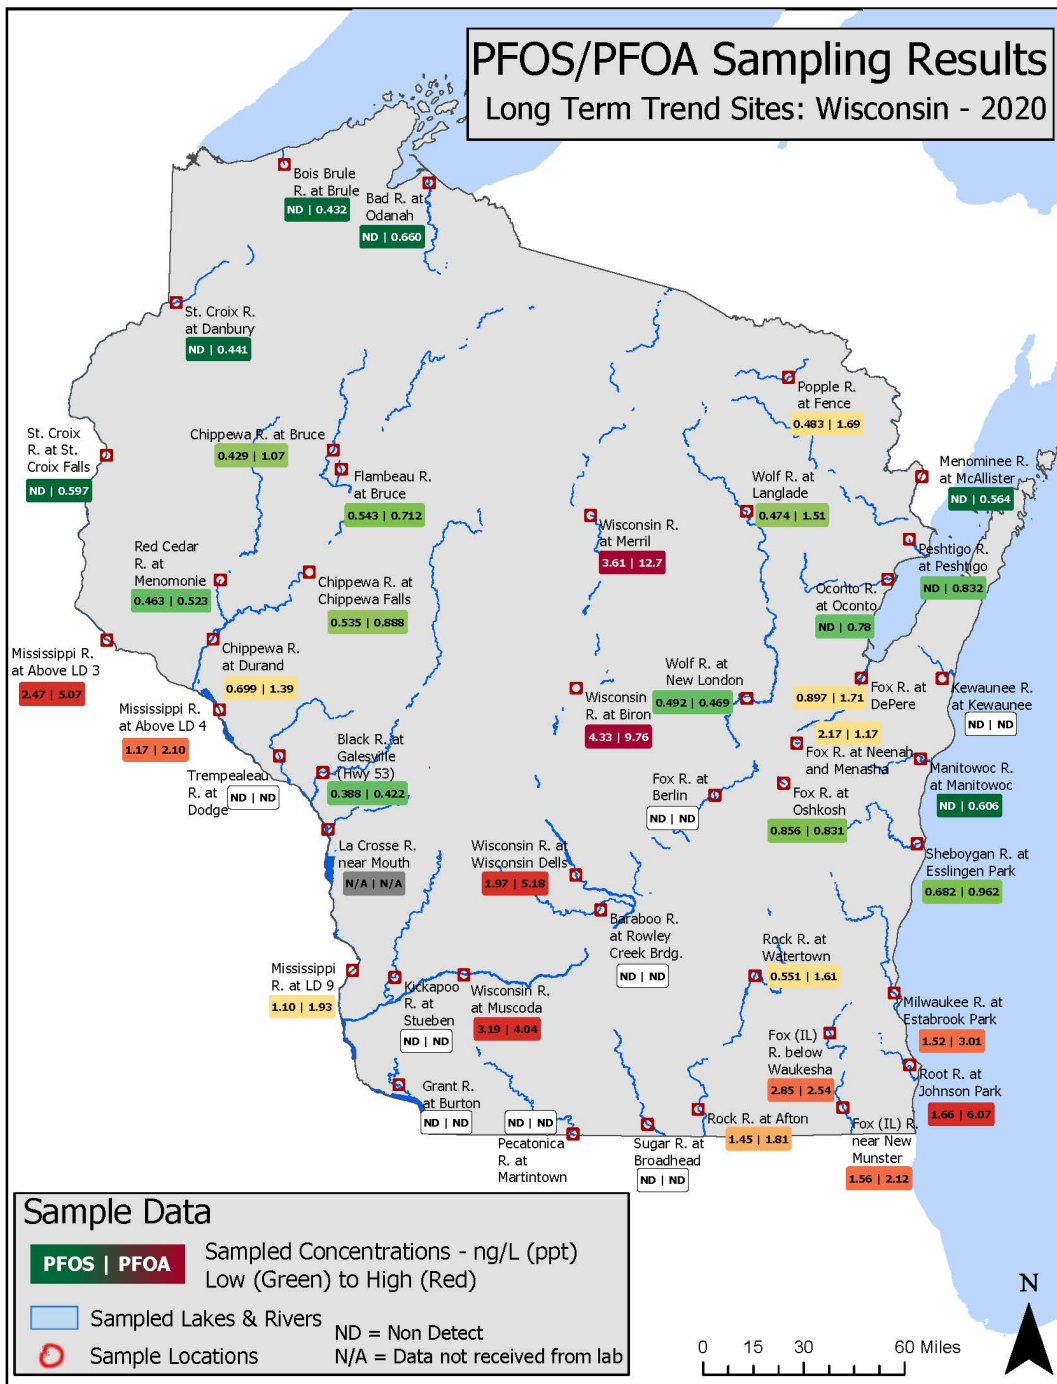 PFOS/PFOA Sampling Results
Long Term Trend Sites: Wisconsin - 2020
Bois Brule
R. at Brule
ND | 0.432
Bad R. at
Odanah
ND | 0.660
St. Croix R.
at Danbury
ND | 0.441
Popple R.
at Fence
0.483 | 1.69
St. Croix
R. at St.
Croix Falls
ND | 0.597
Chippewa R. at Bruce
0.429 | 1.07
Flambeau R.
at Bruce
0.543 | 0.712
Wolf R. at
Langlade
0.474 | 1.51
Menominee R.
at McAllister
ND | 0.564
Wisconsin R.
at Merril
3.61 | 12.7
Peshtigo R.
at Peshtigo
ND | 0.832
Red Cedar
R. at
Menomonie
0.463 | 0.523
Chippewa R. at
Chippewa Falls
0.535 | 0.888
Oconto R.
at Oconto
ND | 0.78
Mississippi R.
at Above LD 3
2.47 | 5.07
Chippewa R.
at Durand
0.699 | 1.39
Wolf R. at
New London
0.492 | 0.469
Fox R. at
DePere
0.897 | 1.71
Kewaunee R.
at Kewaunee
ND | ND
Mississippi R.
at Above LD 4
1.17 | 2.10
Wisconsin
R. at Biron
4.33 | 9.76
2.17 | 1.17
Fox R. at Neenah
and Menasha
Trempealeau
R. at
Dodge
ND | ND
Black R. at
Galesville
(Hwy 53)
0.388 | 0.422
Fox R. at
Berlin
ND | ND
Fox R. at
Oshkosh
0.856 | 0.831
Manitowoc R.
at Manitowoc
ND | 0.606
La Crosse R.
near Mouth
N/A | N/A
Wisconsin R. at
Wisconsin Dells
1.97 | 5.18
Sheboygan R. at
Esslingen Park
0.682 | 0.962
Baraboo R.
at Rowley
Creek Brdg.
ND | ND
Rock R. at
Watertown
0.551 | 1.61
Mississippi
R. at LD 9
1.10 | 1.93
Kickapoo
R. at
Stueben
ND | ND
Wisconsin R.
at Muscoda
3.19 | 4.04
Milwaukee R. at
Estabrook Park
1.52 | 3.01
Fox (IL)
R. below
Waukesha
2.85 | 2.54
Root R. at
Johnson Park
1.66 | 6.07
Grant R.
at Burton
ND | ND
ND | ND
Pecatonica
R. at
Martintown
Sugar R. at
Broadhead
ND | ND
Rock R. at Afton
1.45 | 1.81
Fox (IL) R.
near New
Munster
1.56 | 2.12
Sample Data
PFOS | PFOA
Sampled Concentrations - ng/L (ppt)
Low (Green) to High (Red)
Sampled Lakes & Rivers
Sample Locations
ND = Non Detect
N/A = Data not received from lab
0 15 30 60 Miles
N